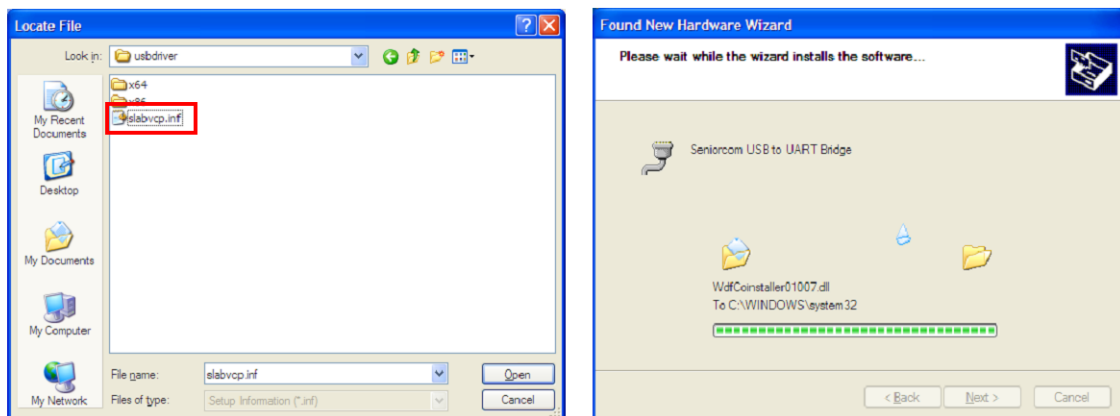 Locate File
Look in:
usbdriver
x64
x86
slabvcp.inf
My Recent
Documents
Desktop
My Documents
My Computer
My Network
File name:
slabvcp.inf
Open
Files of type:
Setup Information (*.inf)
Cancel
Found New Hardware Wizard
Please wait while the wizard installs the software...
Seniorcom USB to UART Bridge
WdfCoinstaller01007.dll
To C:\WINDOWS\system32
< Back
Next >
Cancel